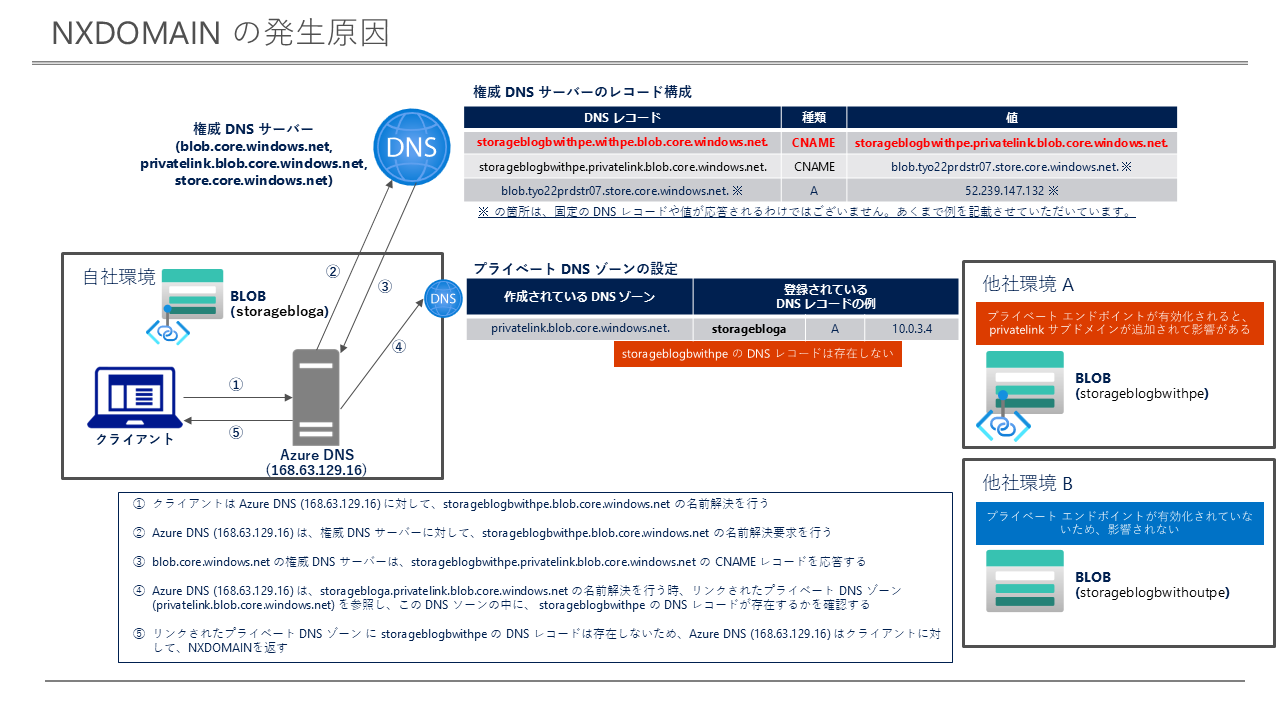 NXDOMAIN の発生原因
権威 DNS サーバー
(blob.core.windows.net,
privatelink.blob.core.windows.net,
store.core.windows.net)
DNS
権威 DNS サーバーのレコード構成
DNS レコード 種類 値
storageblogbwithpe.withpe.blob.core.windows.net. CNAME storageblogbwithpe.privatelink.blob.core.windows.net.
storageblogbwithpe.privatelink.blob.core.windows.net. CNAME blob.tyo22prdstr07.store.core.windows.net. ※
blob.tyo22prdstr07.store.core.windows.net. ※ A 52.239.147.132 ※
※ の箇所は、固定の DNS レコードや値が応答されるわけではございません。あくまで例を記載させていただいています。
自社環境
BLOB
(storagebloga)
②
③
④
①
⑤
クライアント
Azure DNS
(168.63.129.16)
DNS
プライベート DNS ゾーンの設定
作成されている DNS ゾーン 登録されている
DNS レコードの例
privatelink.blob.core.windows.net. storagebloga A 10.0.3.4
storageblogbwithpe の DNS レコードは存在しない
他社環境 A
プライベート エンドポイントが有効化されると、
privatelink サブドメインが追加されて影響がある
BLOB
(storageblogbwithpe)
他社環境 B
プライベート エンドポイントが有効化されていな
いため、影響されない
BLOB
(storageblogbwithoutpe)
① クライアントは Azure DNS (168.63.129.16) に対して、storageblogbwithpe.blob.core.windows.net の名前解決を行う
② Azure DNS (168.63.129.16) は、権威 DNS サーバーに対して、storageblogbwithpe.blob.core.windows.net の名前解決要求を行う
③ blob.core.windows.net の権威 DNS サーバーは、storageblogbwithpe.privatelink.blob.core.windows.net の CNAME レコードを応答する
④ Azure DNS (168.63.129.16) は、storagebloga.privatelink.blob.core.windows.net の名前解決を行う時、リンクされたプライベート DNS ゾーン
(privatelink.blob.core.windows.net) を参照し、この DNS ソーンの中に、 storageblogbwithpe の DNS レコードが存在するかを確認する
⑤ リンクされたプライベート DNS ゾーン に storageblogbwithpe の DNS レコードは存在しないため、Azure DNS (168.63.129.16) はクライアントに対
して、NXDOMAINを返す